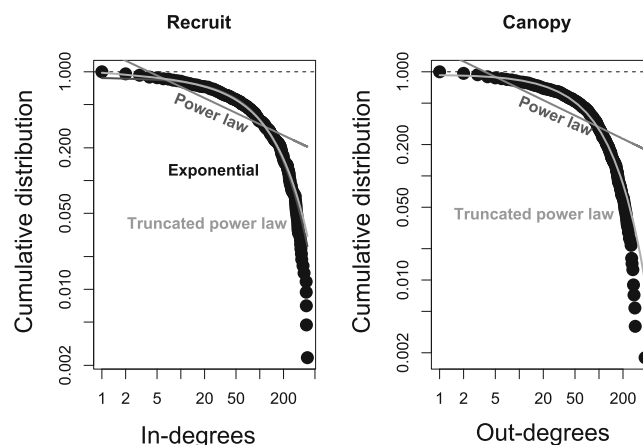 Recruit
Cumulative distribution
1.000
0.200
0.050
0.010
0.002
Power law
Exponential
Truncated power law
1 2 5 20 50 200
In-degrees
Canopy
Cumulative distribution
1.000
0.200
0.050
0.010
0.002
Power law
Truncated power law
1 2 5 20 50 200
Out-degrees